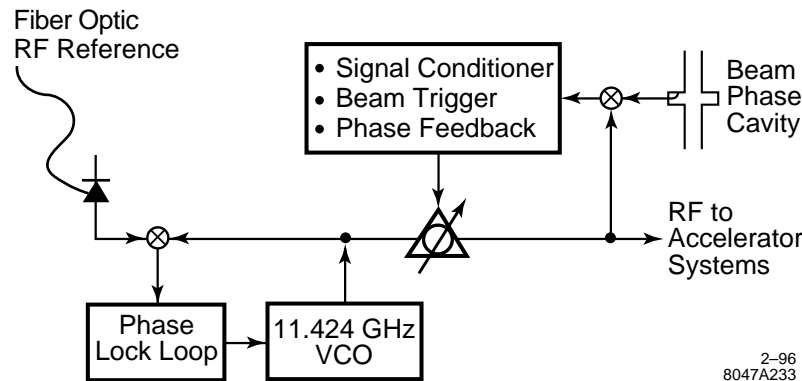 Fiber Optic
RF Reference
• Signal Conditioner
• Beam Trigger
• Phase Feedback
Beam
Phase
Cavity
RF to
Accelerator
Systems
Phase
Lock Loop
11.424 GHz
VCO
2–96
8047A233